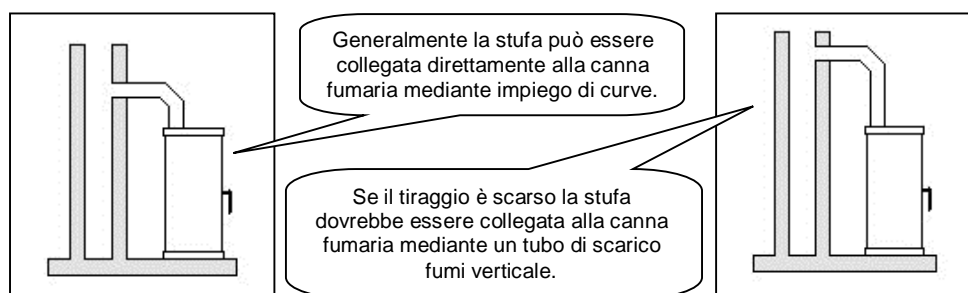 Generalmente la stufa può essere
collegata direttamente alla canna
fumaria mediante impiego di curve.
Se il tiraggio è scarso la stufa
dovrebbe essere collegata alla canna
fumaria mediante un tubo di scarico
fumi verticale.